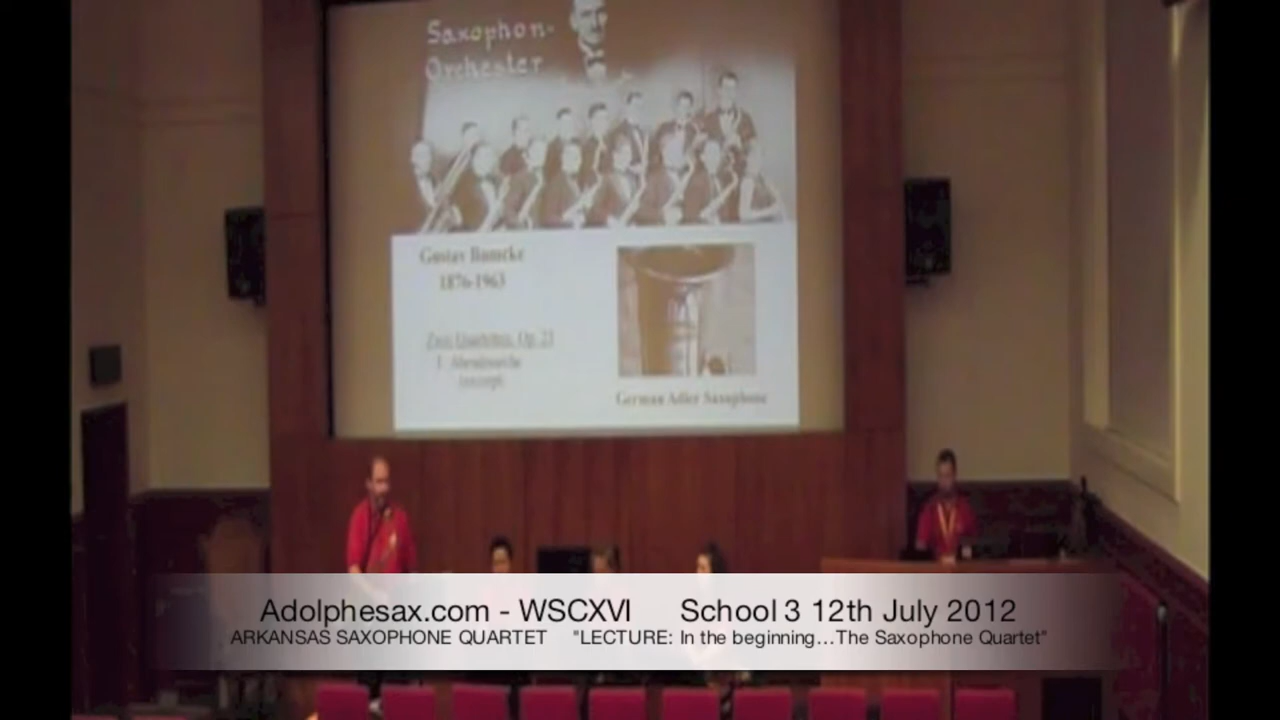 Saxophon-
Orchester
Gustav Bumcke
1876-1963
Zwei Quartette, Op. 23
German Adler Saxophone
Adolphesax.com - WSCXVI School 3 12th July 2012
ARKANSAS SAXOPHONE QUARTET "LECTURE: In the beginning...The Saxophone Quartet"